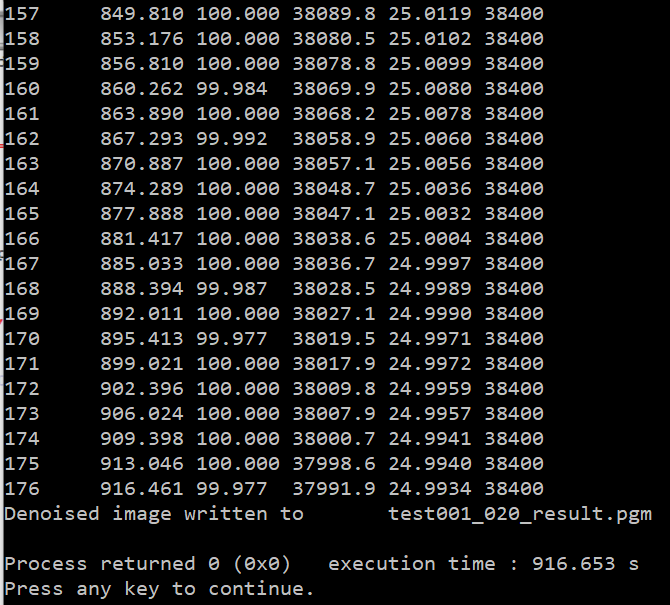 157 849.810 100.000 38089.8 25.0119 38400
158 853.176 100.000 38080.5 25.0102 38400
159 856.810 100.000 38078.8 25.0099 38400
160 860.262 99.984 38069.9 25.0080 38400
161 863.890 100.000 38068.2 25.0078 38400
162 867.293 99.992 38058.9 25.0060 38400
163 870.887 100.000 38057.1 25.0056 38400
164 874.289 100.000 38048.7 25.0036 38400
165 877.888 100.000 38047.1 25.0032 38400
166 881.417 100.000 38038.6 25.0004 38400
167 885.033 100.000 38036.7 24.9997 38400
168 888.394 99.987 38028.5 24.9989 38400
169 892.011 100.000 38027.1 24.9990 38400
170 895.413 99.977 38019.5 24.9971 38400
171 899.021 100.000 38017.9 24.9972 38400
172 902.396 100.000 38009.8 24.9959 38400
173 906.024 100.000 38007.9 24.9957 38400
174 909.398 100.000 38000.7 24.9941 38400
175 913.046 100.000 37998.6 24.9940 38400
176 916.461 99.977 37991.9 24.9934 38400
Denoised image written to test001_020_result.pgm
Process returned 0 (0x0) execution time : 916.653 s
Press any key to continue.